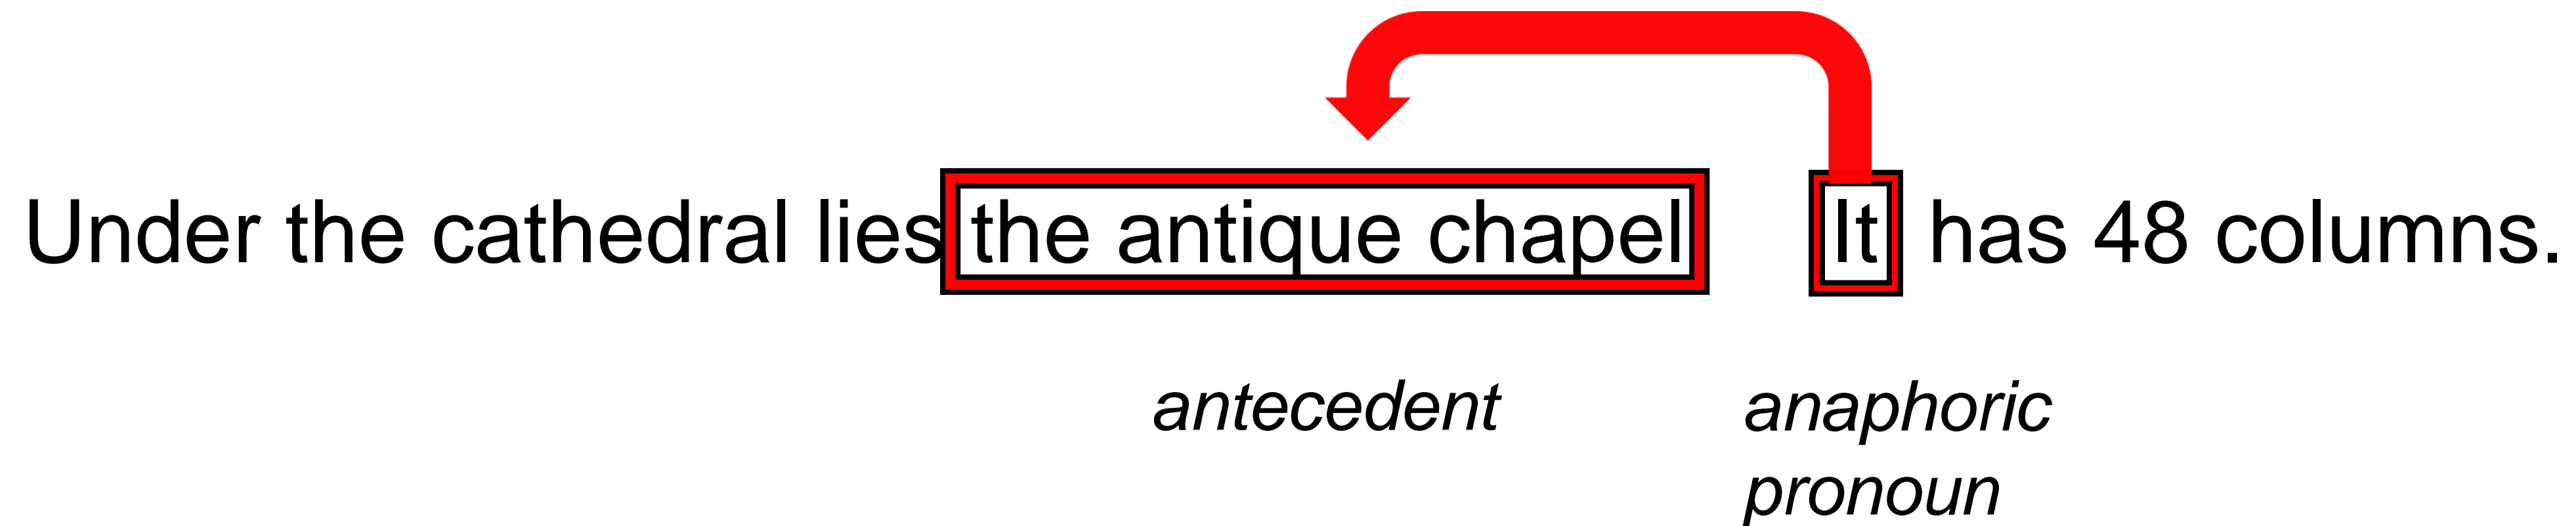 Under the cathedral lies the antique chapel It has 48 columns.
antecedent anaphoric
pronoun